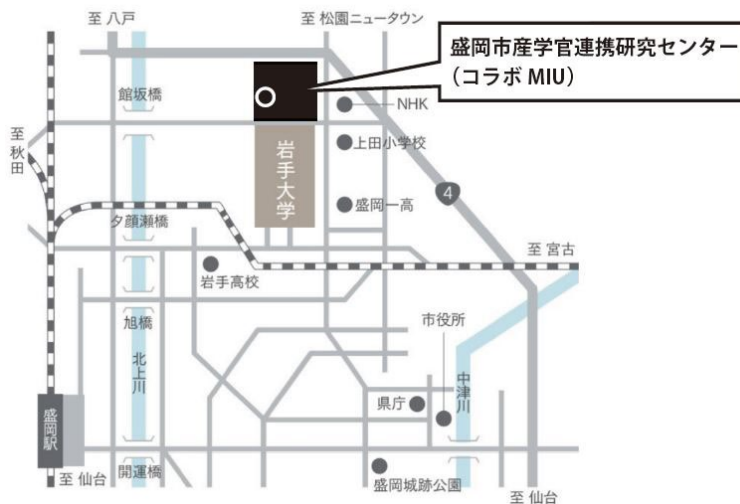 至 八戸
至 松園ニュータウン
盛岡市産学官連携研究センター
（コラボ MIU）
館坂橋
NHK
至 秋田
岩手大学
上田小学校
4
盛岡一高
夕顔瀬橋
至 宮古
岩手高校
旭橋
市役所
北上川
中津川
県庁
盛岡駅
至 仙台
開運橋
盛岡城跡公園
至 仙台